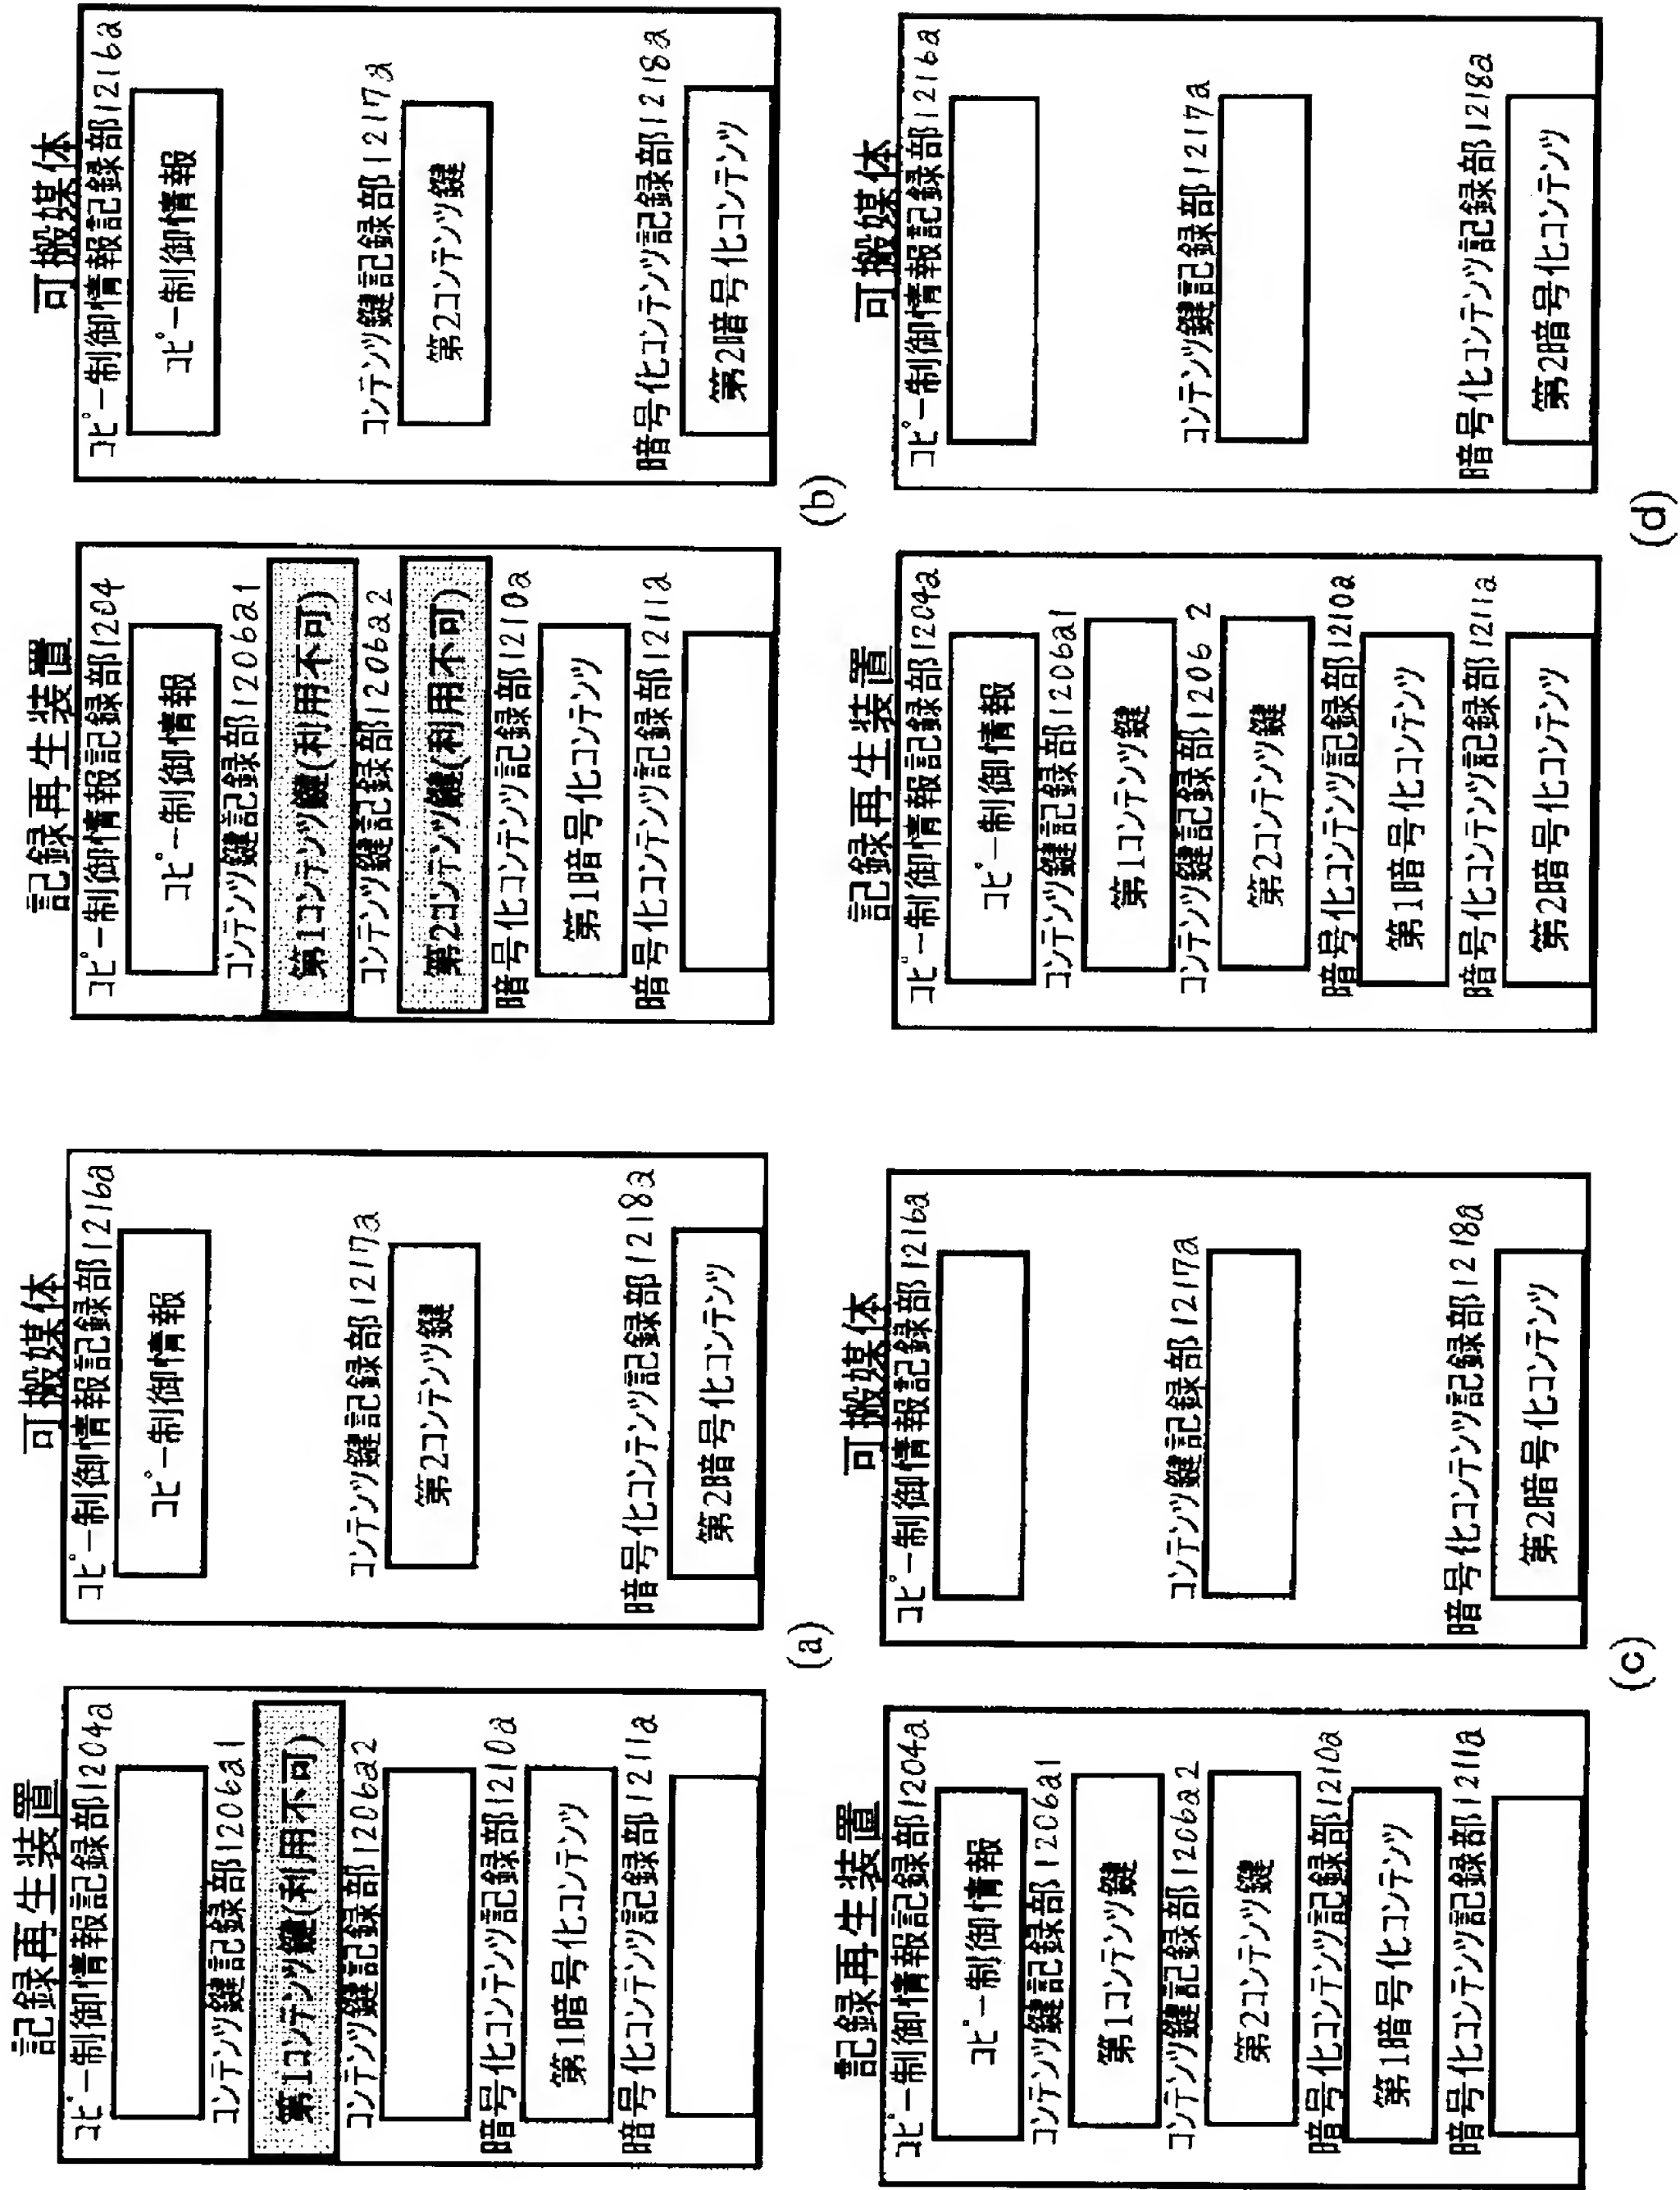 記録再生装置
コピー制御情報記録部1204a
コンテンツ鍵記録部1206a1
第1コンテンツ鍵(利用不可)
コンテンツ鍵記録部1206a2
暗号化コンテンツ記録部1210a
第1暗号化コンテンツ
暗号化コンテンツ記録部1211a
可搬媒体
コピー制御情報記録部1216a
コピー制御情報
コンテンツ鍵記録部1217a
第2コンテンツ鍵
暗号化コンテンツ記録部1218a
第2暗号化コンテンツ
(a)
記録再生装置
コピー制御情報記録部1204
コピー制御情報
コンテンツ鍵記録部1206a1
第1コンテンツ鍵(利用不可)
コンテンツ鍵記録部1206a2
第2コンテンツ鍵(利用不可)
暗号化コンテンツ記録部1210a
第1暗号化コンテンツ
暗号化コンテンツ記録部1211a
可搬媒体
コピー制御情報記録部1216a
コピー制御情報
コンテンツ鍵記録部1217a
第2コンテンツ鍵
暗号化コンテンツ記録部1218a
第2暗号化コンテンツ
(b)
記録再生装置
コピー制御情報記録部1204a
コピー制御情報
コンテンツ鍵記録部1206a1
第1コンテンツ鍵
コンテンツ鍵記録部1206a2
第2コンテンツ鍵
暗号化コンテンツ記録部1210a
第1暗号化コンテンツ
暗号化コンテンツ記録部1211a
可搬媒体
コピー制御情報記録部1216a
コンテンツ鍵記録部1217a
暗号化コンテンツ記録部1218a
第2暗号化コンテンツ
(c)
記録再生装置
コピー制御情報記録部1204a
コピー制御情報
コンテンツ鍵記録部1206a1
第1コンテンツ鍵
コンテンツ鍵記録部1206 2
第2コンテンツ鍵
暗号化コンテンツ記録部1210a
第1暗号化コンテンツ
暗号化コンテンツ記録部1211a
第2暗号化コンテンツ
可搬媒体
コピー制御情報記録部1216a
コンテンツ鍵記録部1217a
暗号化コンテンツ記録部1218a
第2暗号化コンテンツ
(d)